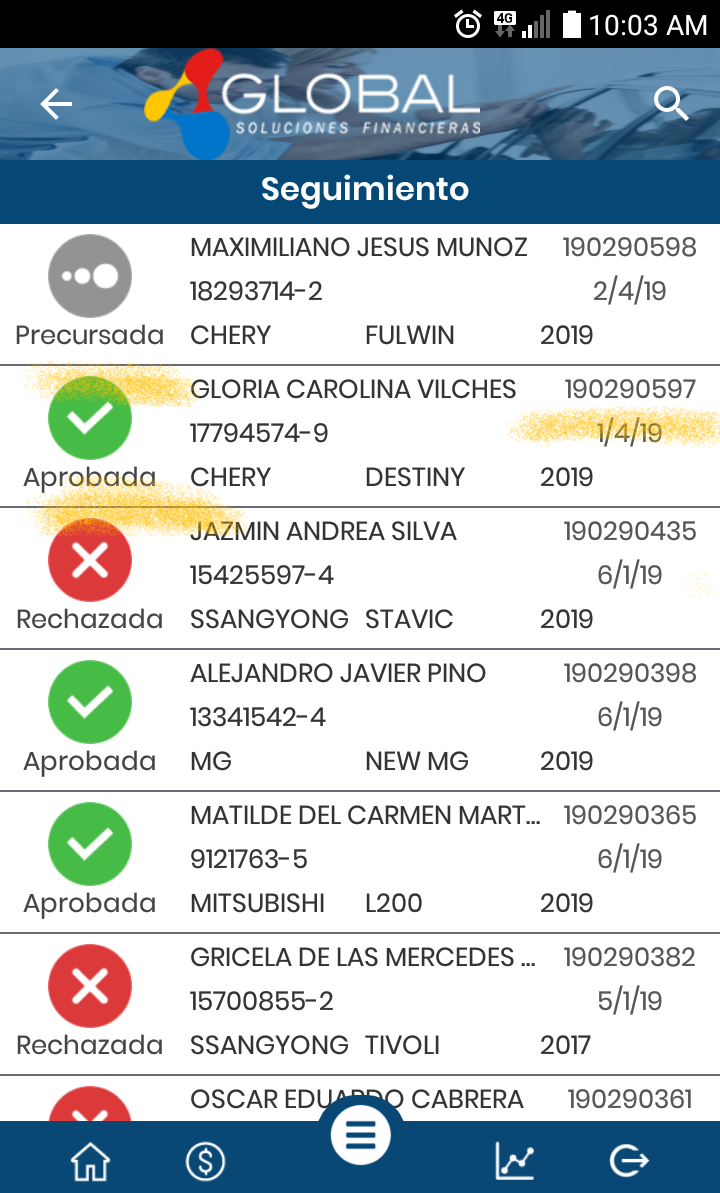 4G 10:03 AM
GLOBAL
SOLUCIONES FINANCIERAS
Seguimiento
MAXIMILIANO JESUS MUNOZ 190290598
18293714-2 2/4/19
Precursada CHERY FULWIN 2019
GLORIA CAROLINA VILCHES 190290597
17794574-9 1/4/19
Aprobada CHERY DESTINY 2019
JAZMIN ANDREA SILVA 190290435
15425597-4 6/1/19
Rechazada SSANGYONG STAVIC 2019
ALEJANDRO JAVIER PINO 190290398
13341542-4 6/1/19
Aprobada MG NEW MG 2019
MATILDE DEL CARMEN MART... 190290365
9121763-5 6/1/19
Aprobada MITSUBISHI L200 2019
GRICELA DE LAS MERCEDES ... 190290382
15700855-2 5/1/19
Rechazada SSANGYONG TIVOLI 2017
OSCAR EDUARDO CABRERA 190290361